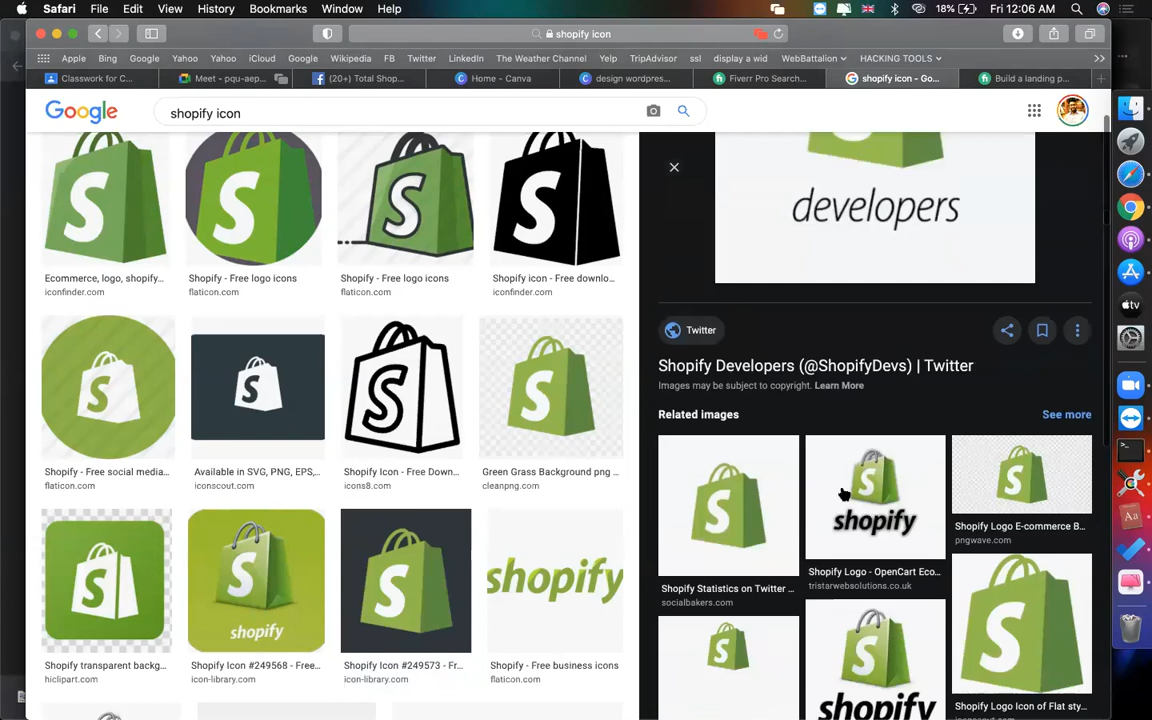 Safari File Edit View History Bookmarks Window Help 18% Fri 12:06 AM
shopify icon
Apple Bing Google Yahoo Yahoo iCloud Google Wikipedia FB Twitter LinkedIn The Weather Channel Yelp TripAdvisor ssl display a wid WebBattalion HACKING TOOLS >>
Classwork for C... Meet - pqu-aep... (20+) Total Shop... Home - Canva design wordpres... Fiverr Pro Search... shopify icon - Go... Build a landing p...
Google shopify icon
developers
Ecommerce, logo, shopify... Shopify - Free logo icons Shopify - Free logo icons Shopify icon - Free downlo...
iconfinder.com flaticon.com flaticon.com iconfinder.com
Twitter
Shopify Developers (@ShopifyDevs) | Twitter
Images may be subject to copyright. Learn More
Related images See more
Shopify - Free social media... Available in SVG, PNG, EPS,... Shopify Icon - Free Down... Green Grass Background png ...
flaticon.com iconscout.com icons8.com cleanpng.com
shopify
Shopify Logo E-commerce B...
pngwave.com
Shopify Logo - OpenCart Eco...
tristarwebsolutions.co.uk
Shopify Statistics on Twitter ...
socialbakers.com
shopify
shopify
Shopify transparent backg... Shopify Icon #249568 - Free... Shopify Icon #249573 - Fr... Shopify - Free business icons
hiclipart.com icon-library.com icon-library.com flaticon.com
shopify
Shopify Logo Icon of Flat sty...
iconscout.com